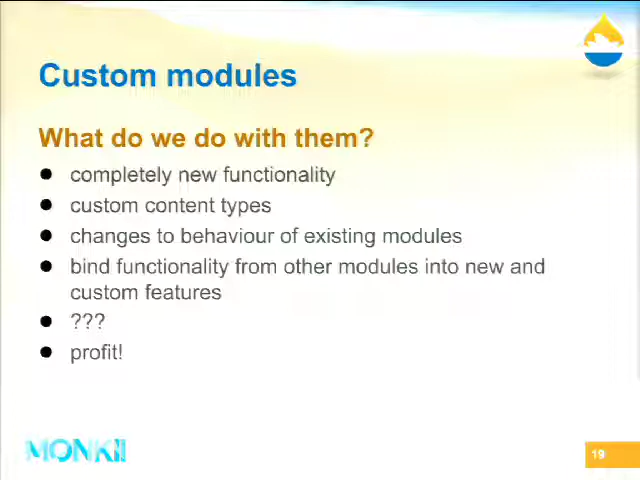 Custom modules
What do we do with them?
completely new functionality
custom content types
changes to behaviour of existing modules
bind functionality from other modules into new and
custom features
???
profit!
MONKII
19